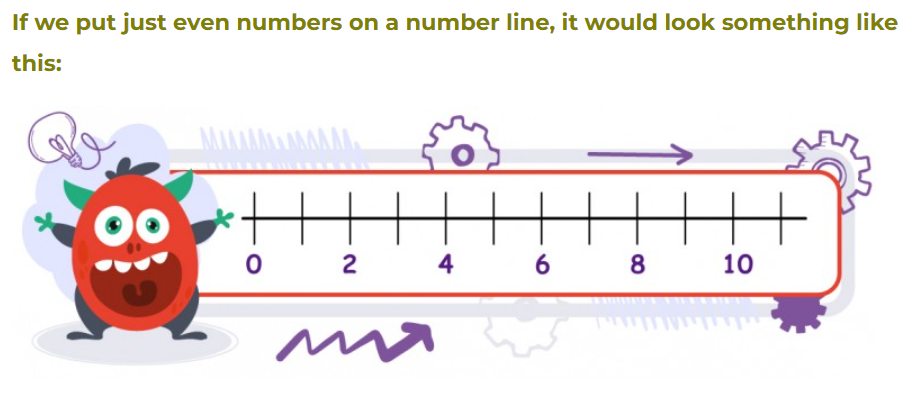 If we put just even numbers on a number line, it would look something like
this:
0 2 4 6 8 10